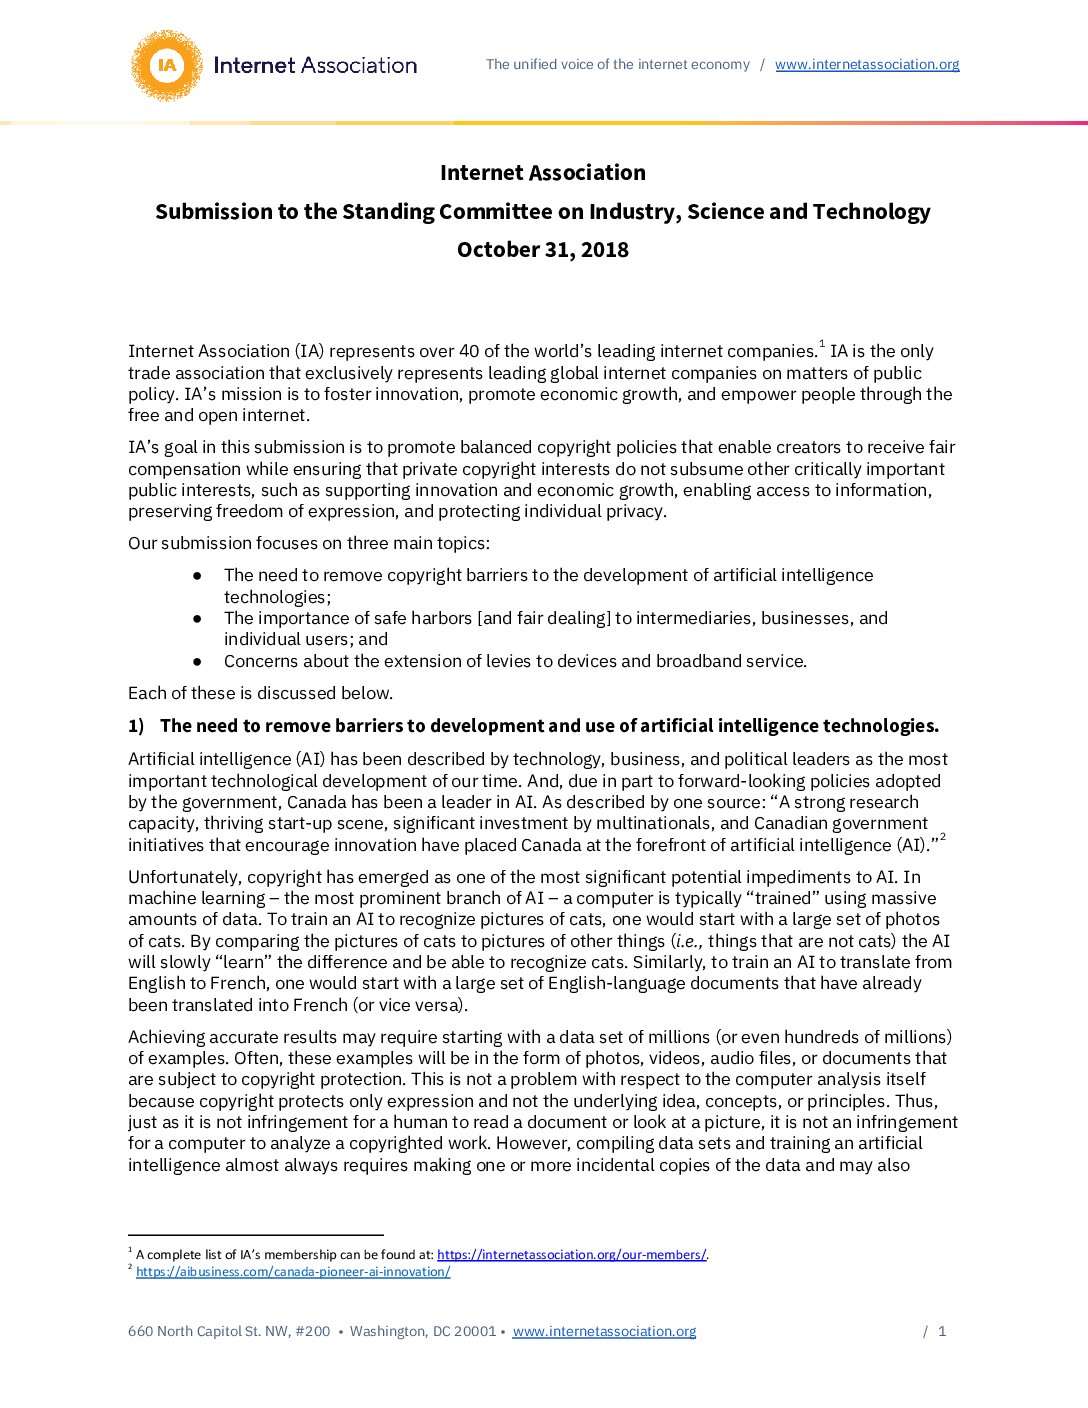 IA Internet Association
The unified voice of the internet economy / www.internetassociation.org
Internet Association
Submission to the Standing Committee on Industry, Science and Technology
October 31, 2018
Internet Association (IA) represents over 40 of the world’s leading internet companies.1 IA is the only
trade association that exclusively represents leading global internet companies on matters of public
policy. IA’s mission is to foster innovation, promote economic growth, and empower people through the
free and open internet.
IA’s goal in this submission is to promote balanced copyright policies that enable creators to receive fair
compensation while ensuring that private copyright interests do not subsume other critically important
public interests, such as supporting innovation and economic growth, enabling access to information,
preserving freedom of expression, and protecting individual privacy.
Our submission focuses on three main topics:
● The need to remove copyright barriers to the development of artificial intelligence
technologies;
● The importance of safe harbors [and fair dealing] to intermediaries, businesses, and
individual users; and
● Concerns about the extension of levies to devices and broadband service.
Each of these is discussed below.
1) The need to remove barriers to development and use of artificial intelligence technologies.
Artificial intelligence (AI) has been described by technology, business, and political leaders as the most
important technological development of our time. And, due in part to forward-looking policies adopted
by the government, Canada has been a leader in AI. As described by one source: “A strong research
capacity, thriving start-up scene, significant investment by multinationals, and Canadian government
initiatives that encourage innovation have placed Canada at the forefront of artificial intelligence (AI).”2
Unfortunately, copyright has emerged as one of the most significant potential impediments to AI. In
machine learning – the most prominent branch of AI – a computer is typically “trained” using massive
amounts of data. To train an AI to recognize pictures of cats, one would start with a large set of photos
of cats. By comparing the pictures of cats to pictures of other things (i.e., things that are not cats) the AI
will slowly “learn” the difference and be able to recognize cats. Similarly, to train an AI to translate from
English to French, one would start with a large set of English-language documents that have already
been translated into French (or vice versa).
Achieving accurate results may require starting with a data set of millions (or even hundreds of millions)
of examples. Often, these examples will be in the form of photos, videos, audio files, or documents that
are subject to copyright protection. This is not a problem with respect to the computer analysis itself
because copyright protects only expression and not the underlying idea, concepts, or principles. Thus,
just as it is not infringement for a human to read a document or look at a picture, it is not an infringement
for a computer to analyze a copyrighted work. However, compiling data sets and training an artificial
intelligence almost always requires making one or more incidental copies of the data and may also
1 A complete list of IA’s membership can be found at: https://internetassociation.org/our-members/.
2 https://aibusiness.com/canada-pioneer-ai-innovation/
660 North Capitol St. NW, #200 • Washington, DC 20001 • www.internetassociation.org / 1